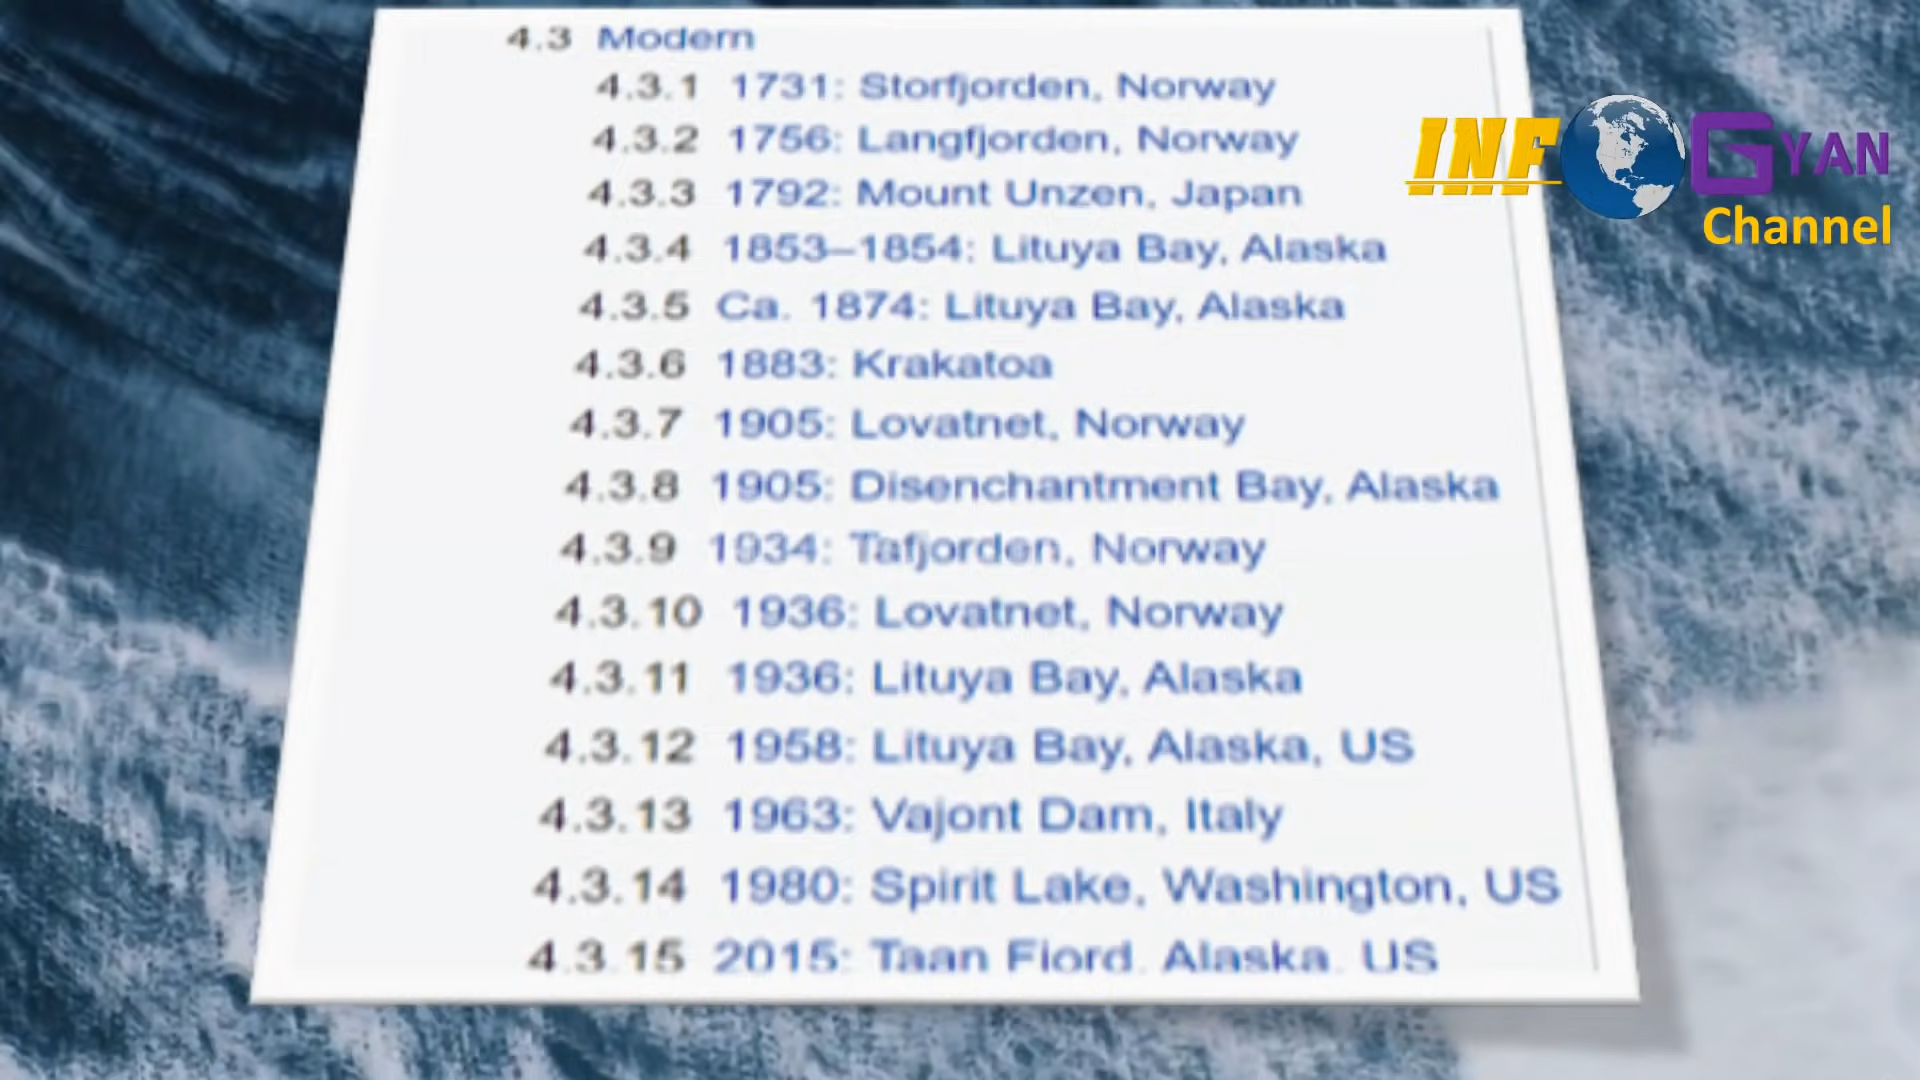 4.3 Modern
4.3.1 1731: Storfjorden, Norway
4.3.2 1756: Langfjorden, Norway
4.3.3 1792: Mount Unzen, Japan
4.3.4 1853–1854: Lituya Bay, Alaska
4.3.5 Ca. 1874: Lituya Bay, Alaska
4.3.6 1883: Krakatoa
4.3.7 1905: Lovatnet, Norway
4.3.8 1905: Disenchantment Bay, Alaska
4.3.9 1934: Tafjorden, Norway
4.3.10 1936: Lovatnet, Norway
4.3.11 1936: Lituya Bay, Alaska
4.3.12 1958: Lituya Bay, Alaska, US
4.3.13 1963: Vajont Dam, Italy
4.3.14 1980: Spirit Lake, Washington, US
4.3.15 2015: Taan Fiord, Alaska, US
INFO GYAN
Channel